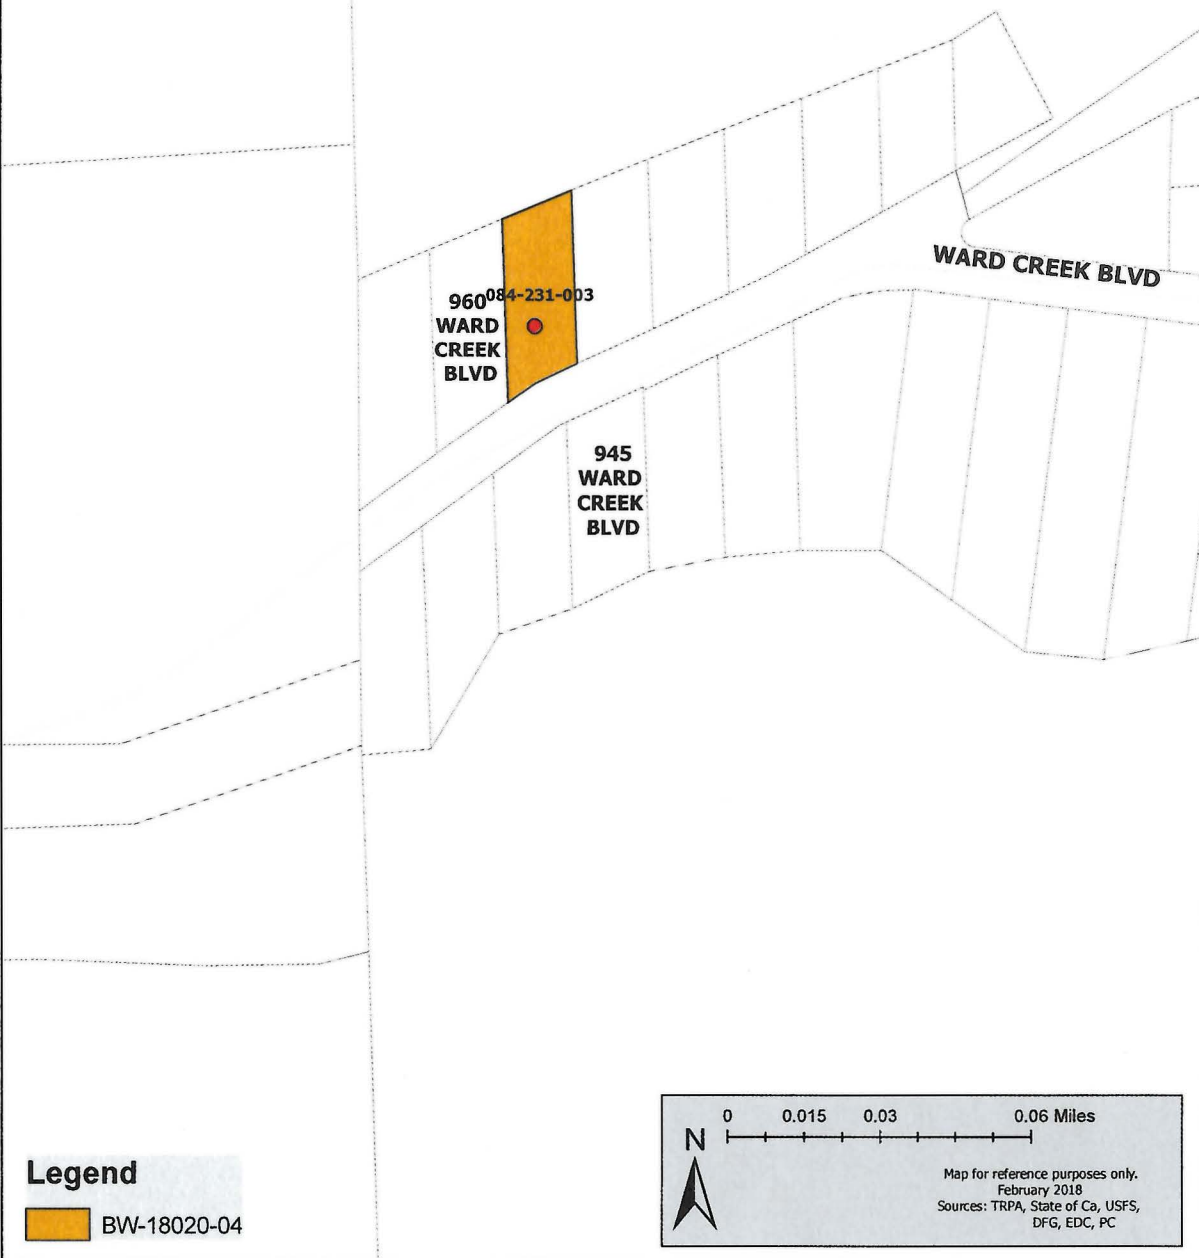 WARD CREEK BLVD
084-231-003
960
WARD
CREEK
BLVD
945
WARD
CREEK
BLVD
Legend
BW-18020-04
0 0.015 0.03 0.06 Miles
N
Map for reference purposes only.
February 2018
Sources: TRPA, State of Ca, USFS,
DFG, EDC, PC